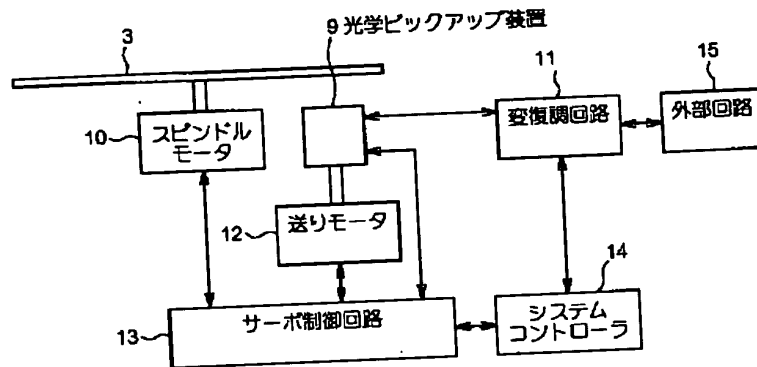 9 光学ピックアップ装置
3
11
15
10
スピンドル
モータ
変復調回路
外部回路
12
送りモータ
14
13
サーボ制御回路
システム
コントローラ